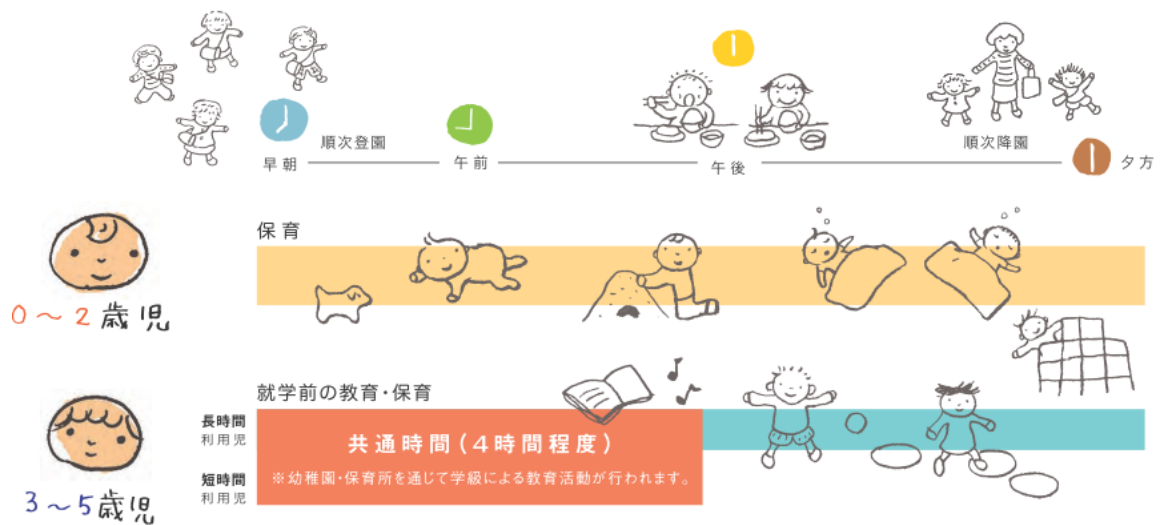 順次登園
順次降園
早朝
午前
午後
夕方
保育
0〜2歳児
就学前の教育・保育
長時間
利用児
共通時間(4時間程度)
※幼稚園・保育所を通じて学級による教育活動が行われます。
短時間
利用児
3〜5歳児